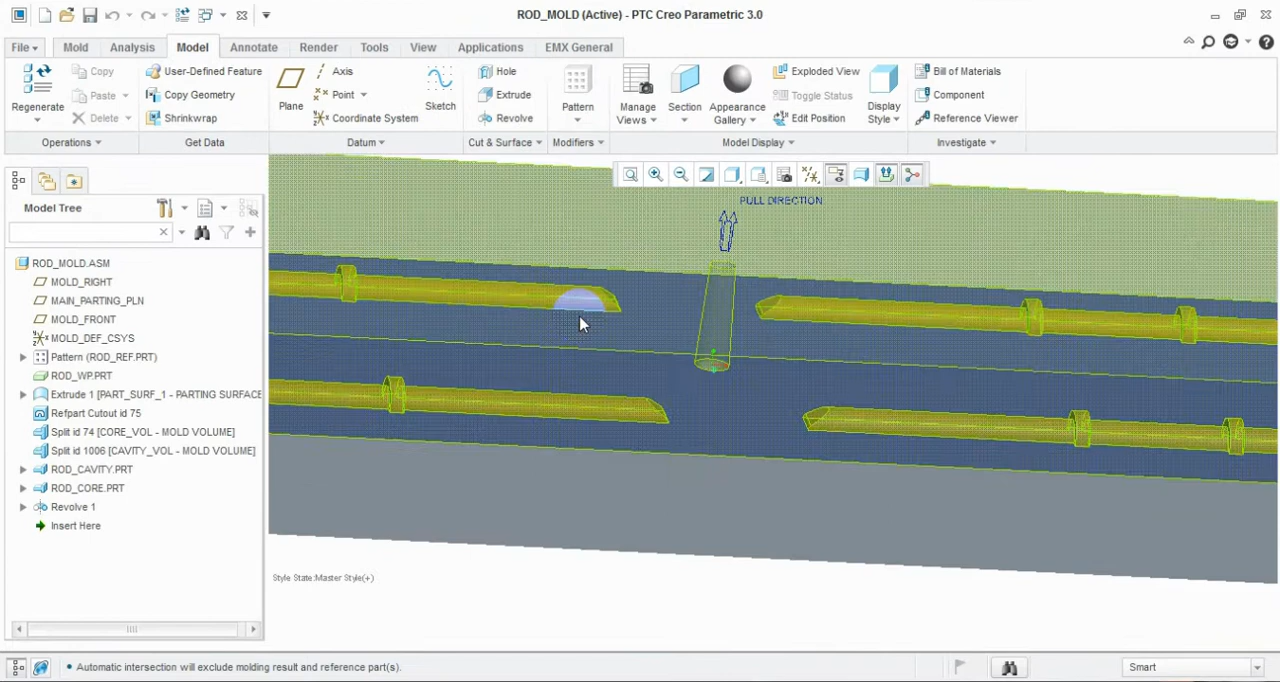 ROD_MOLD (Active) - PTC Creo Parametric 3.0
File Mold Analysis Model Annotate Render Tools View Applications EMX General
Regenerate
Copy
Paste
Delete
Operations
User-Defined Feature
Copy Geometry
Shrinkwrap
Get Data
Plane
Axis
Point
Coordinate System
Sketch
Datum
Hole
Extrude
Revolve
Cut & Surface
Pattern
Modifiers
Manage
Views
Section
Appearance
Gallery
Exploded View
Toggle Status
Edit Position
Display
Style
Model Display
Bill of Materials
Component
Reference Viewer
Investigate
Model Tree
ROD_MOLD.ASM
MOLD_RIGHT
MAIN_PARTING_PLN
MOLD_FRONT
MOLD_DEF_CSYS
Pattern (ROD_REF.PRT)
ROD_WP.PRT
Extrude 1 [PART_SURF_1 - PARTING SURFACE
Refpart Cutout id 75
Split id 74 [CORE_VOL - MOLD VOLUME]
Split id 1006 [CAVITY_VOL - MOLD VOLUME]
ROD_CAVITY.PRT
ROD_CORE.PRT
Revolve 1
Insert Here
PULL DIRECTION
Style State:Master Style(+)
• Automatic intersection will exclude molding result and reference part(s).
Smart